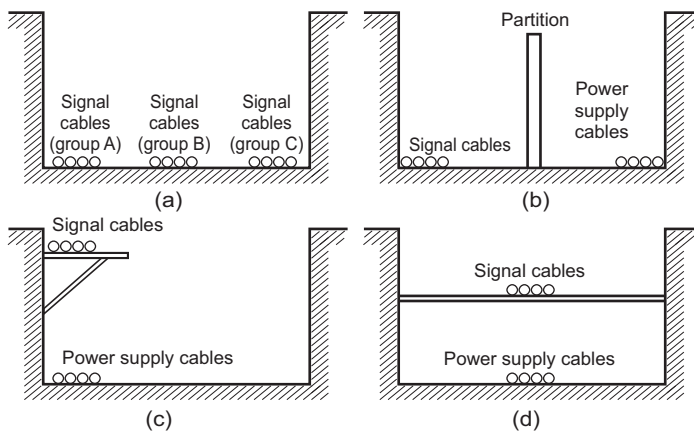 Signal
cables
(group A)
Signal
cables
(group B)
Signal
cables
(group C)
(a)
Partition
Signal cables
Power
supply
cables
(b)
Signal cables
Power supply cables
(c)
Signal cables
Power supply cables
(d)